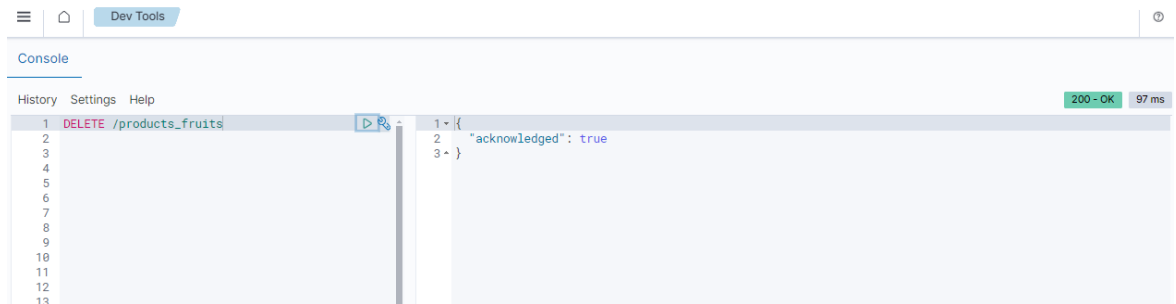 Dev Tools
Console
History Settings Help
200 - OK 97 ms
1 DELETE /products_fruits
2
3
4
5
6
7
8
9
10
11
12
13
1 {
2 "acknowledged": true
3 }